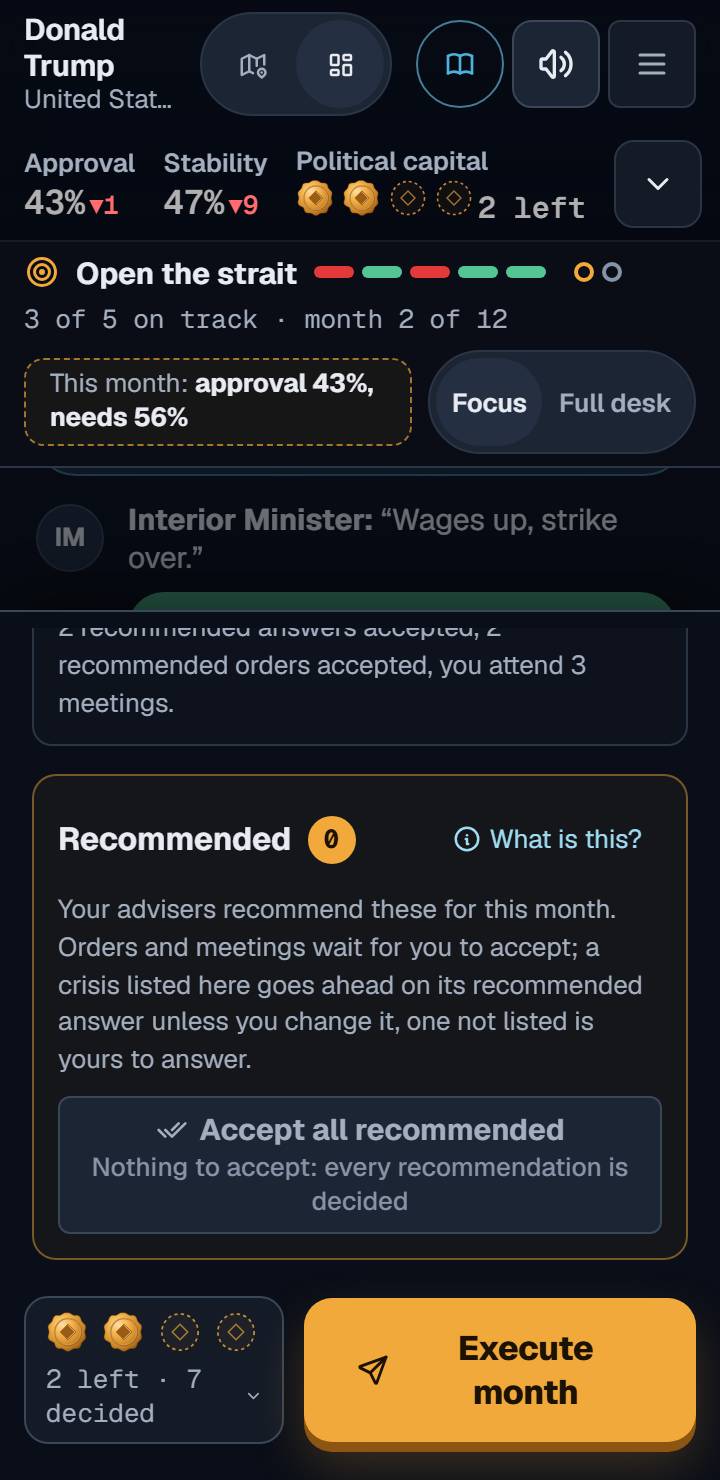 Donald
Trump
United Stat...
Approval
43%▾1
Stability
47%▾9
Political capital
2 left
Open the strait
3 of 5 on track · month 2 of 12
This month: approval 43%,
needs 56%
Focus
Full desk
IM
Interior Minister: “Wages up, strike
over.”
2 recommended answers accepted, 2
recommended orders accepted, you attend 3
meetings.
Recommended 0
What is this?
Your advisers recommend these for this month.
Orders and meetings wait for you to accept; a
crisis listed here goes ahead on its recommended
answer unless you change it, one not listed is
yours to answer.
Accept all recommended
Nothing to accept: every recommendation is
decided
2 left · 7
decided
Execute
month